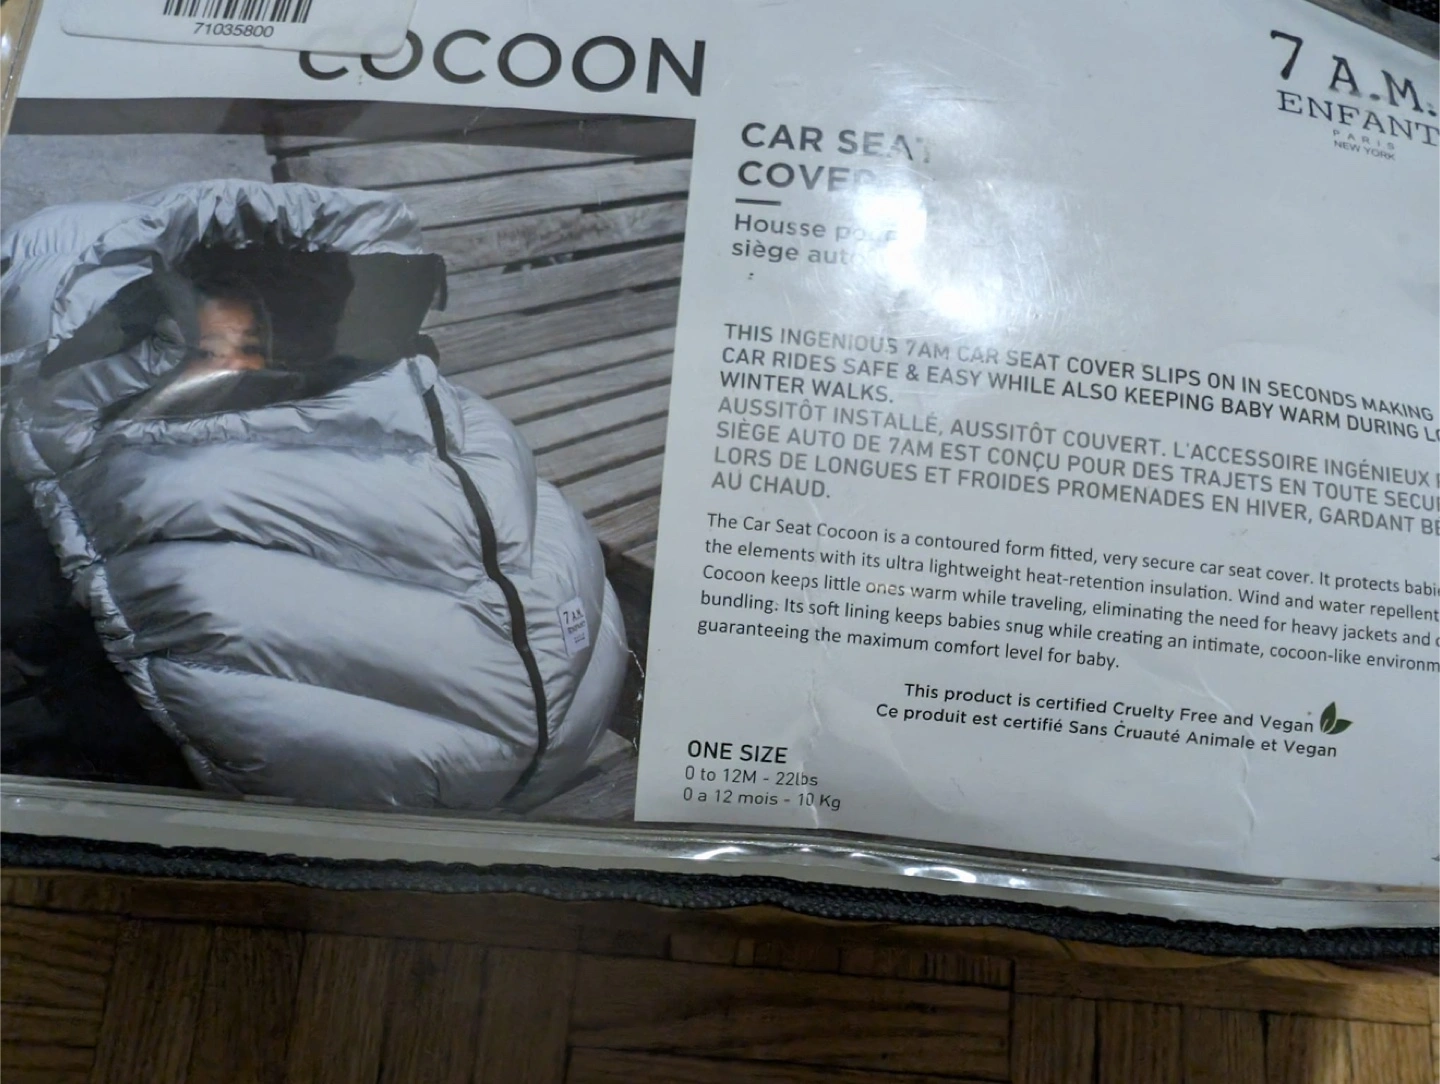 71035800
COCOON
7 A.M.
ENFANT
PARIS
NEW YORK
CAR SEAT
COVER
Housse pour
siège auto
THIS INGENIOUS 7AM CAR SEAT COVER SLIPS ON IN SECONDS MAKING
CAR RIDES SAFE & EASY WHILE ALSO KEEPING BABY WARM DURING
WINTER WALKS.
AUSSITÔT INSTALLÉ, AUSSITÔT COUVERT. L'ACCESSOIRE INGÉNIEUX
SIÈGE AUTO DE 7AM EST CONÇU POUR DES TRAJETS EN TOUTE
LORS DE LONGUES ET FROIDES PROMENADES EN HIVER, GARDANT
AU CHAUD.
The Car Seat Cocoon is a contoured form fitted, very secure car seat cover. It protects
the elements with its ultra lightweight heat-retention insulation. Wind and water repellent
Cocoon keeps little ones warm while traveling, eliminating the need for heavy jackets and
bundling. Its soft lining keeps babies snug while creating an intimate, cocoon-like
guaranteeing the maximum comfort level for baby.
This product is certified Cruelty Free and Vegan
Ce produit est certifié Sans Cruauté Animale et Vegan
ONE SIZE
0 to 12M - 22lbs
0 a 12 mois - 10 Kg
7 A.M.
ENFANT